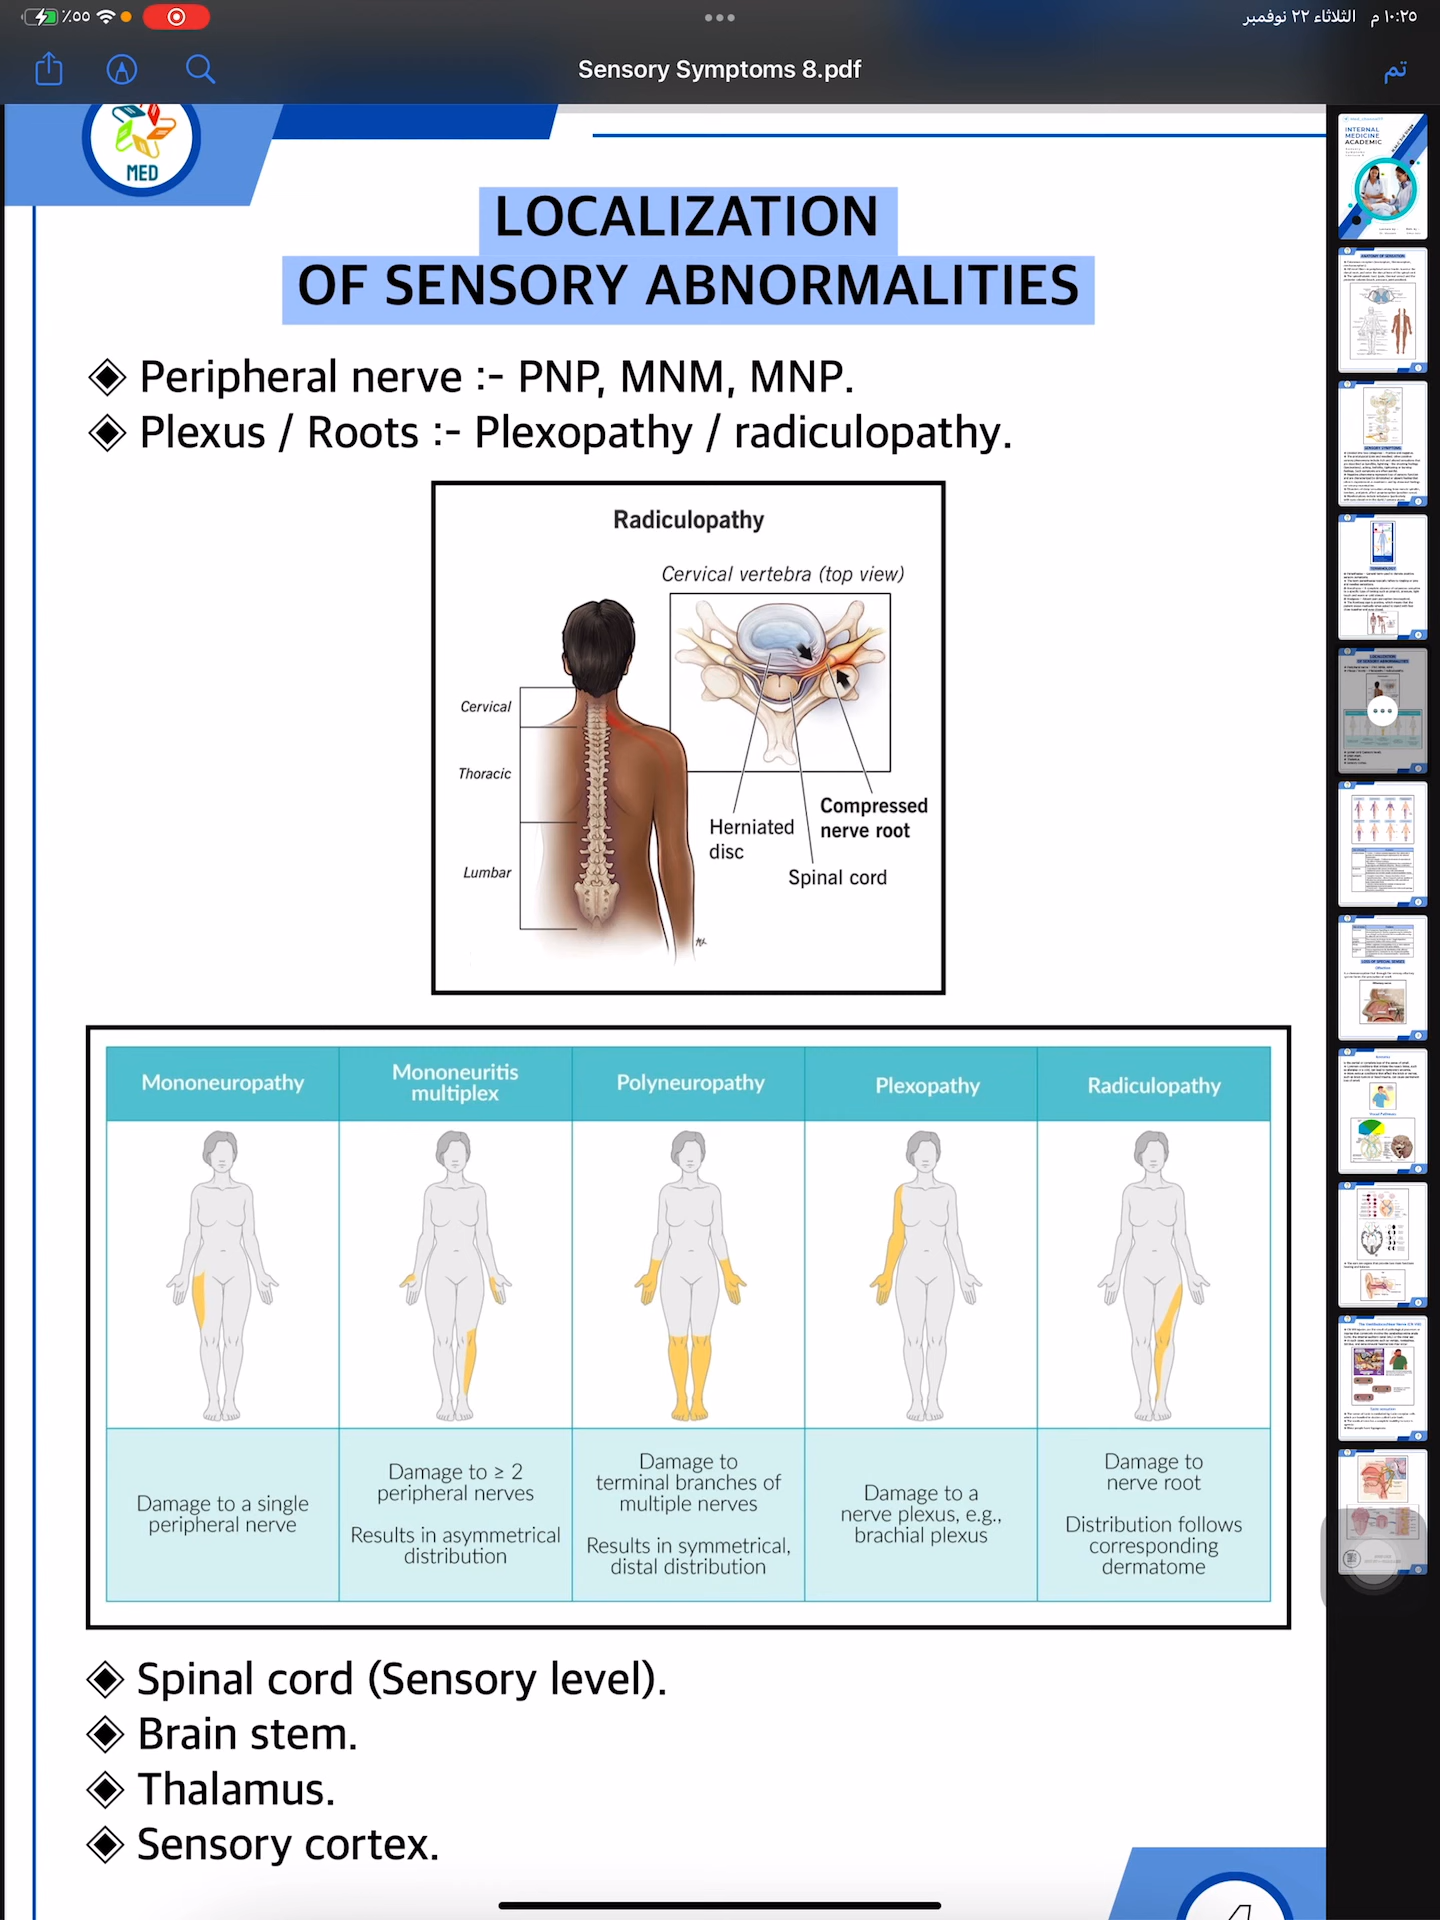 ٪٥٥
١٠:٢٥ م الثلاثاء ٢٢ نوفمبر
Sensory Symptoms 8.pdf
تم
MED
LOCALIZATION
OF SENSORY ABNORMALITIES
Peripheral nerve :- PNP, MNM, MNP.
Plexus / Roots :- Plexopathy / radiculopathy.
Radiculopathy
Cervical vertebra (top view)
Cervical
Thoracic
Lumbar
Herniated
disc
Spinal cord
Compressed
nerve root
Mononeuropathy
Damage to a single
peripheral nerve
Mononeuritis
multiplex
Damage to ≥ 2
peripheral nerves
Results in asymmetrical
distribution
Polyneuropathy
Damage to
terminal branches of
multiple nerves
Results in symmetrical,
distal distribution
Plexopathy
Damage to a
nerve plexus, e.g.,
brachial plexus
Radiculopathy
Damage to
nerve root
Distribution follows
corresponding
dermatome
Spinal cord (Sensory level).
Brain stem.
Thalamus.
Sensory cortex.
4
INTERNAL
MEDICINE
ACADEMIC